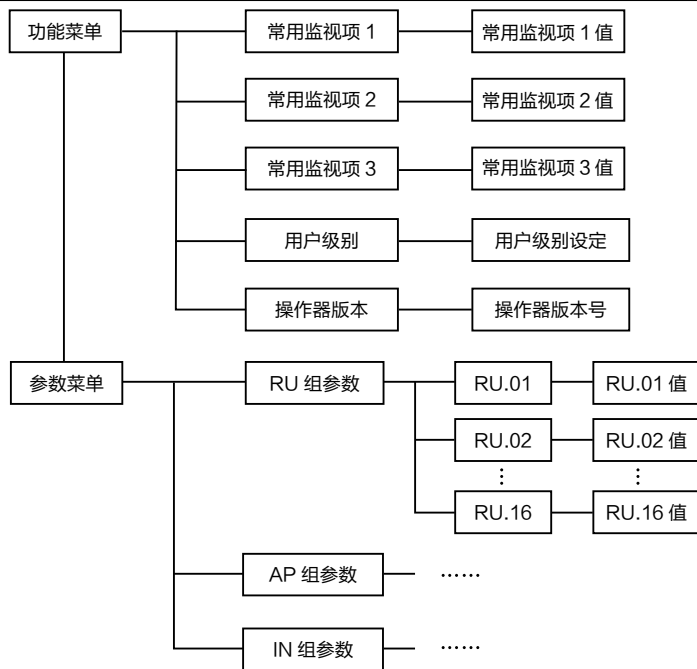 功能菜单 常用监视项 1 常用监视项 1 值
常用监视项 2 常用监视项 2 值
常用监视项 3 常用监视项 3 值
用户级别 用户级别设定
操作器版本 操作器版本号
参数菜单 RU 组参数 RU.01 RU.01 值
RU.02 RU.02 值
⋮ ⋮
RU.16 RU.16 值
AP 组参数 ……
IN 组参数 ……